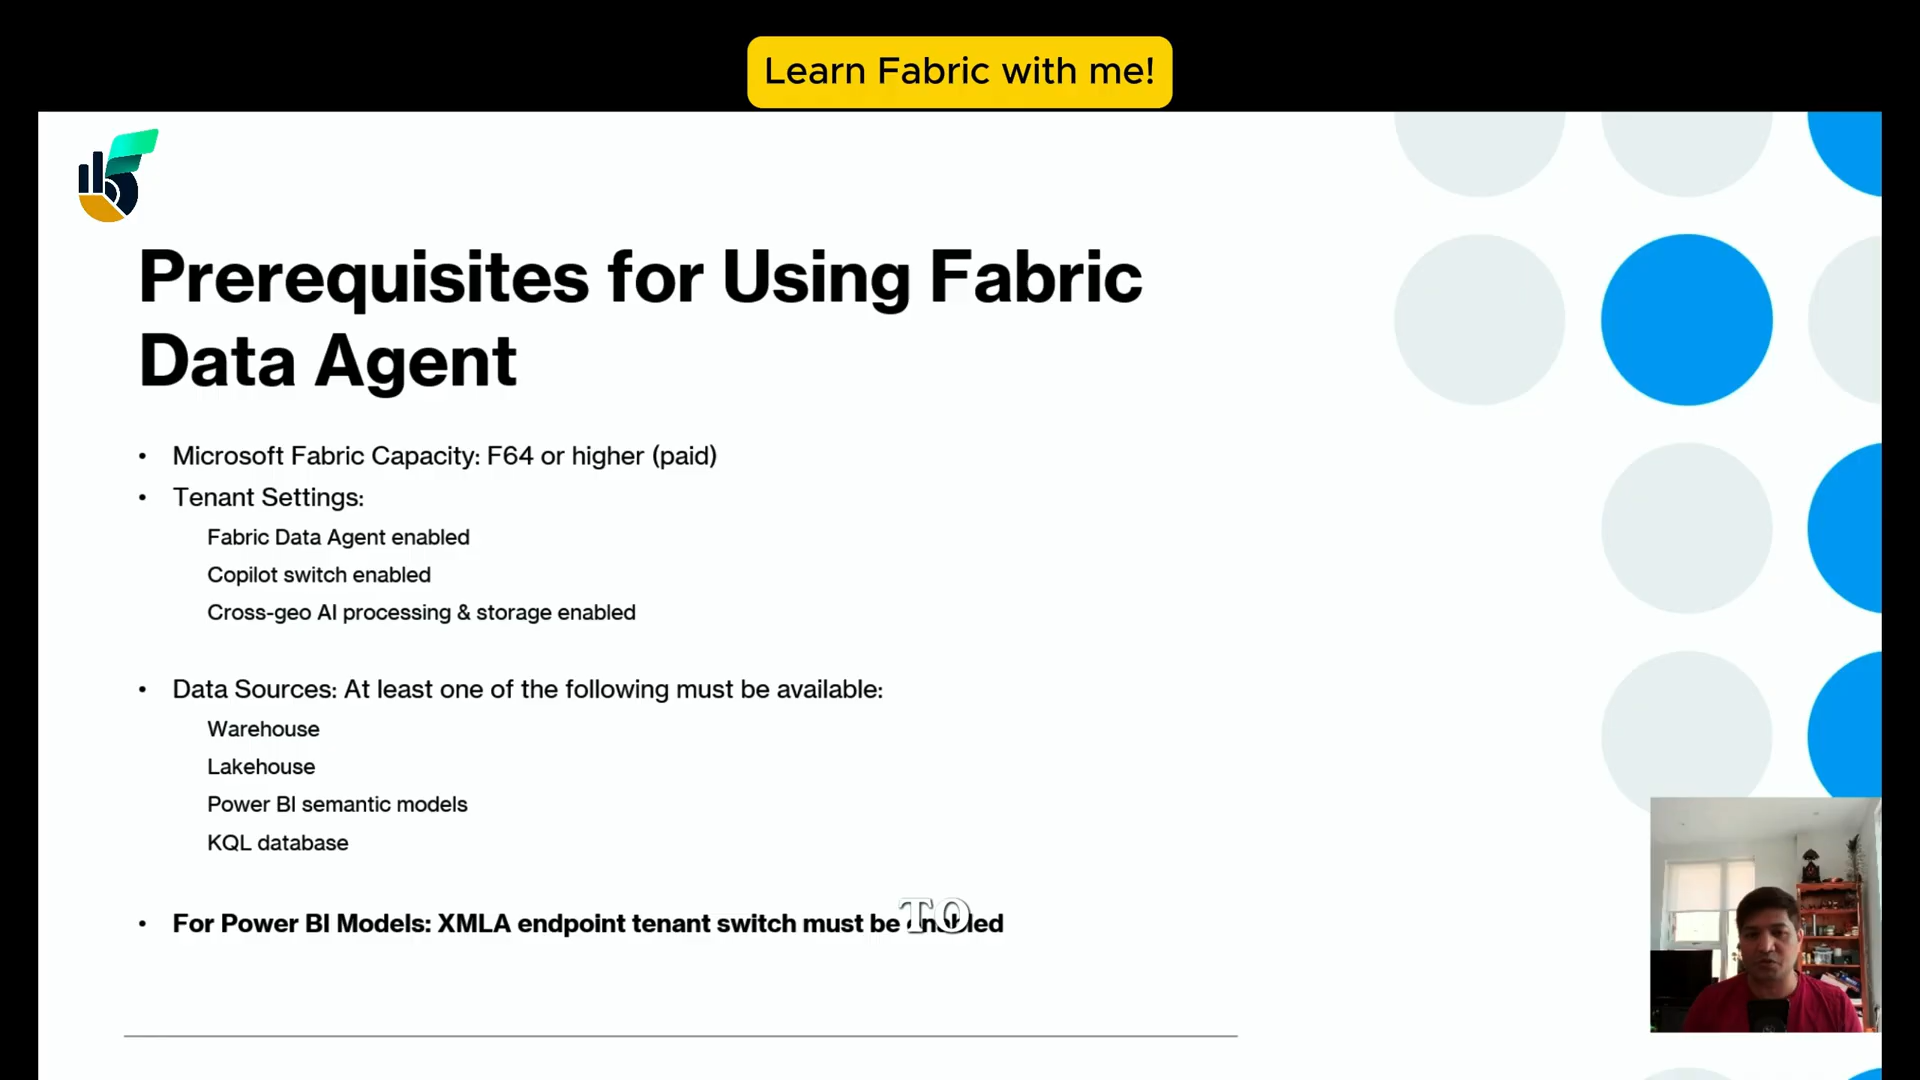 Learn Fabric with me!
Prerequisites for Using Fabric
Data Agent
• Microsoft Fabric Capacity: F64 or higher (paid)
• Tenant Settings:
Fabric Data Agent enabled
Copilot switch enabled
Cross-geo AI processing & storage enabled
• Data Sources: At least one of the following must be available:
Warehouse
Lakehouse
Power BI semantic models
KQL database
• For Power BI Models: XMLA endpoint tenant switch must be enabled
TO